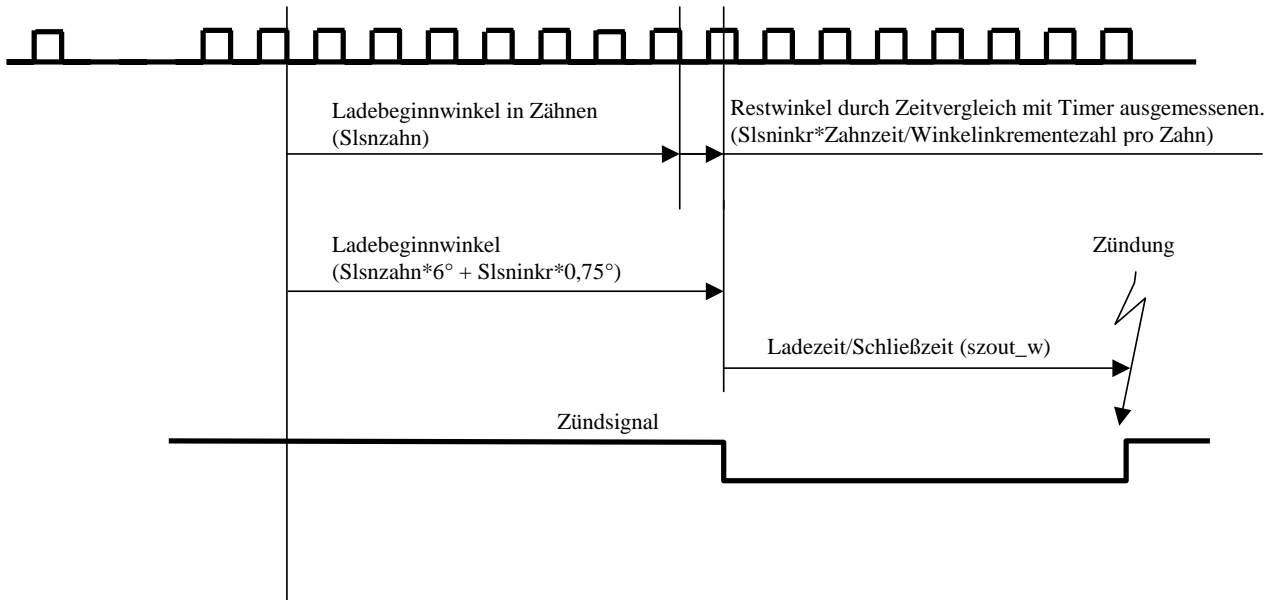 Ladebeginnwinkel in Zähnen
(Slsnzahn)
Restwinkel durch Zeitvergleich mit Timer ausgemessenen.
(Slsninkr*Zahnzeit/Winkelinkrementezahl pro Zahn)
Ladebeginnwinkel
(Slsnzahn*6° + Slsninkr*0,75°)
Zündung
Ladezeit/Schließzeit (szout_w)
Zündsignal